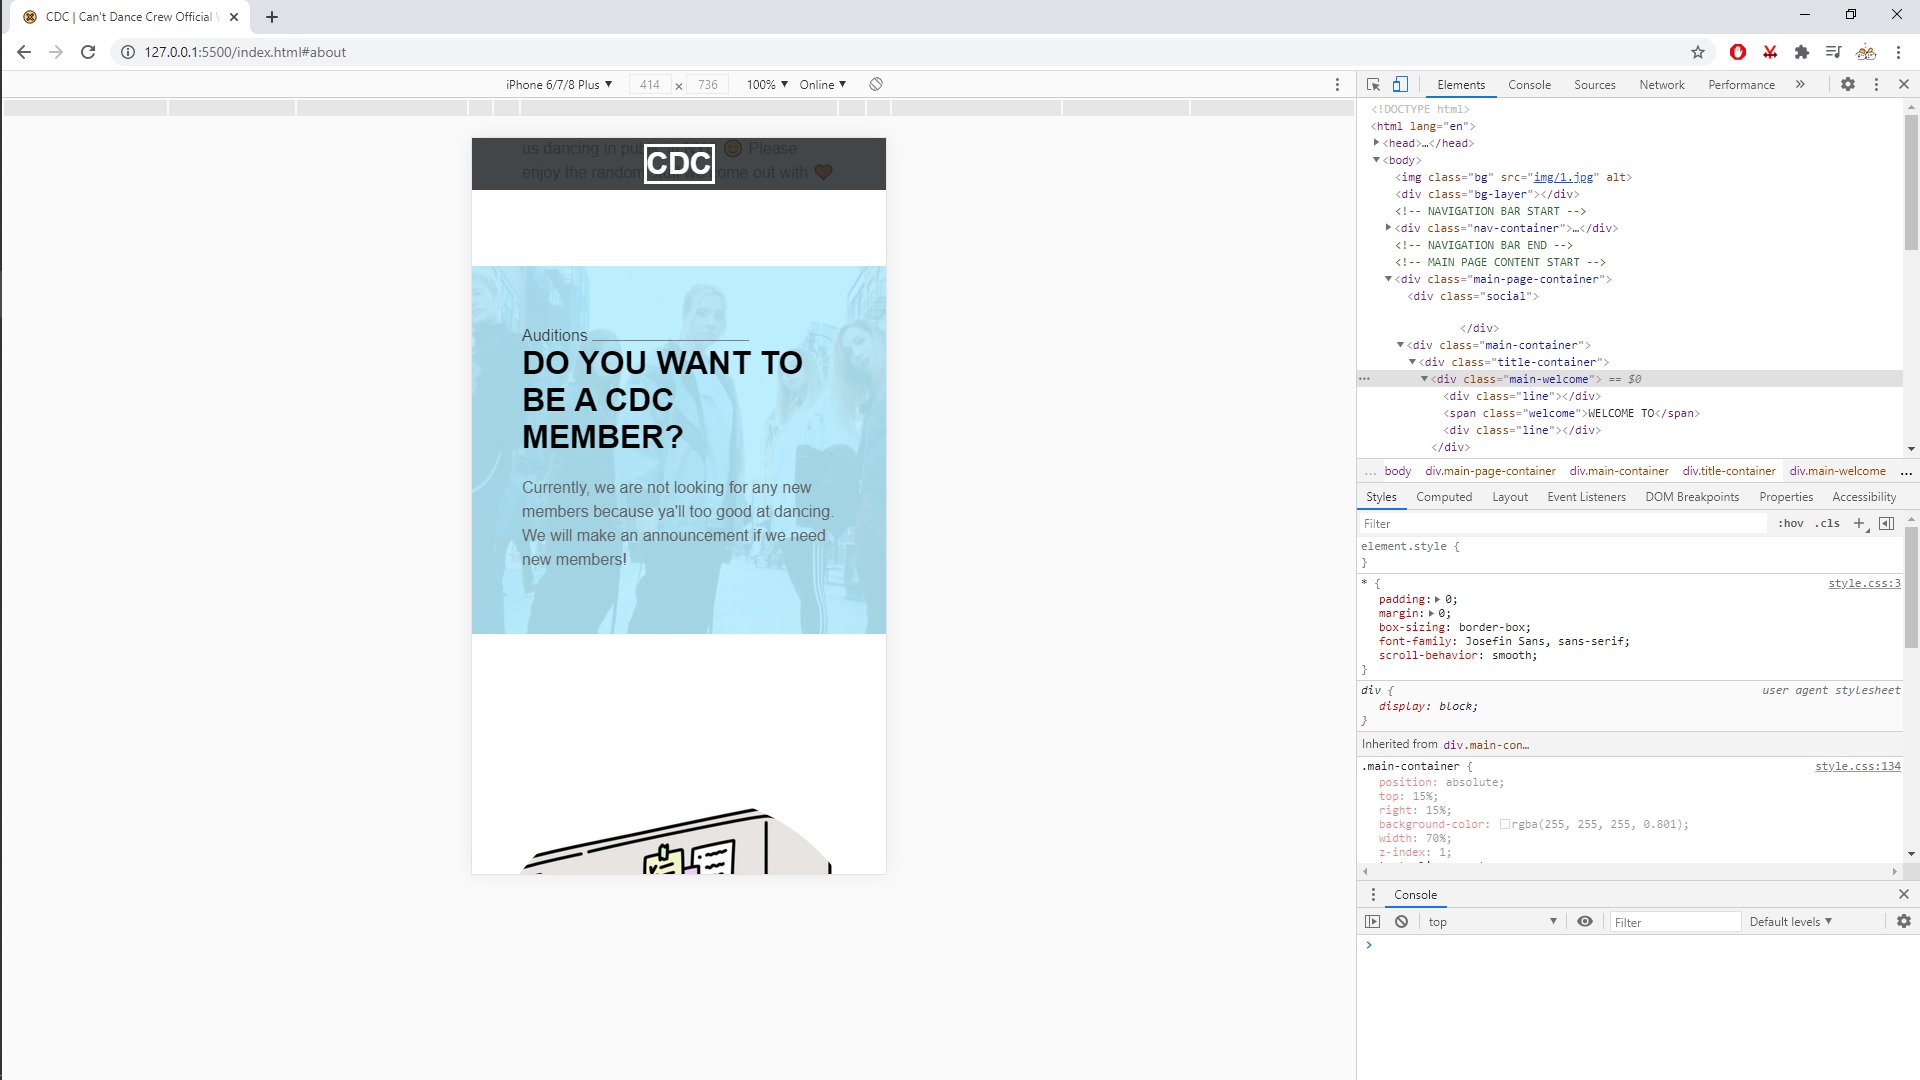 CDC | Can't Dance Crew Official
127.0.0.1:5500/index.html#about
iPhone 6/7/8 Plus 414 x 736 100% Online
Elements Console Sources Network Performance
us dancing in Please
enjoy the random come out with
CDC
Auditions
DO YOU WANT TO
BE A CDC
MEMBER?
Currently, we are not looking for any new
members because ya'll too good at dancing.
We will make an announcement if we need
new members!
<!DOCTYPE html>
<html lang="en">
<head>…</head>
<body>
<img class="bg" src="img/1.jpg" alt>
<div class="bg-layer"></div>
<!-- NAVIGATION BAR START -->
<div class="nav-container">…</div>
<!-- NAVIGATION BAR END -->
<!-- MAIN PAGE CONTENT START -->
<div class="main-page-container">
<div class="social">
</div>
<div class="main-container">
<div class="title-container">
… <div class="main-welcome"> == $0
<div class="line"></div>
<span class="welcome">WELCOME TO</span>
<div class="line"></div>
</div>
… body div.main-page-container div.main-container div.title-container div.main-welcome …
Styles Computed Layout Event Listeners DOM Breakpoints Properties Accessibility
Filter :hov .cls +
element.style {
}
* { style.css:3
padding: 0;
margin: 0;
box-sizing: border-box;
font-family: Josefin Sans, sans-serif;
scroll-behavior: smooth;
}
div { user agent stylesheet
display: block;
}
Inherited from div.main-con…
.main-container { style.css:134
position: absolute;
top: 15%;
right: 15%;
background-color: rgba(255, 255, 255, 0.801);
width: 70%;
z-index: 1;
Console
top Filter Default levels